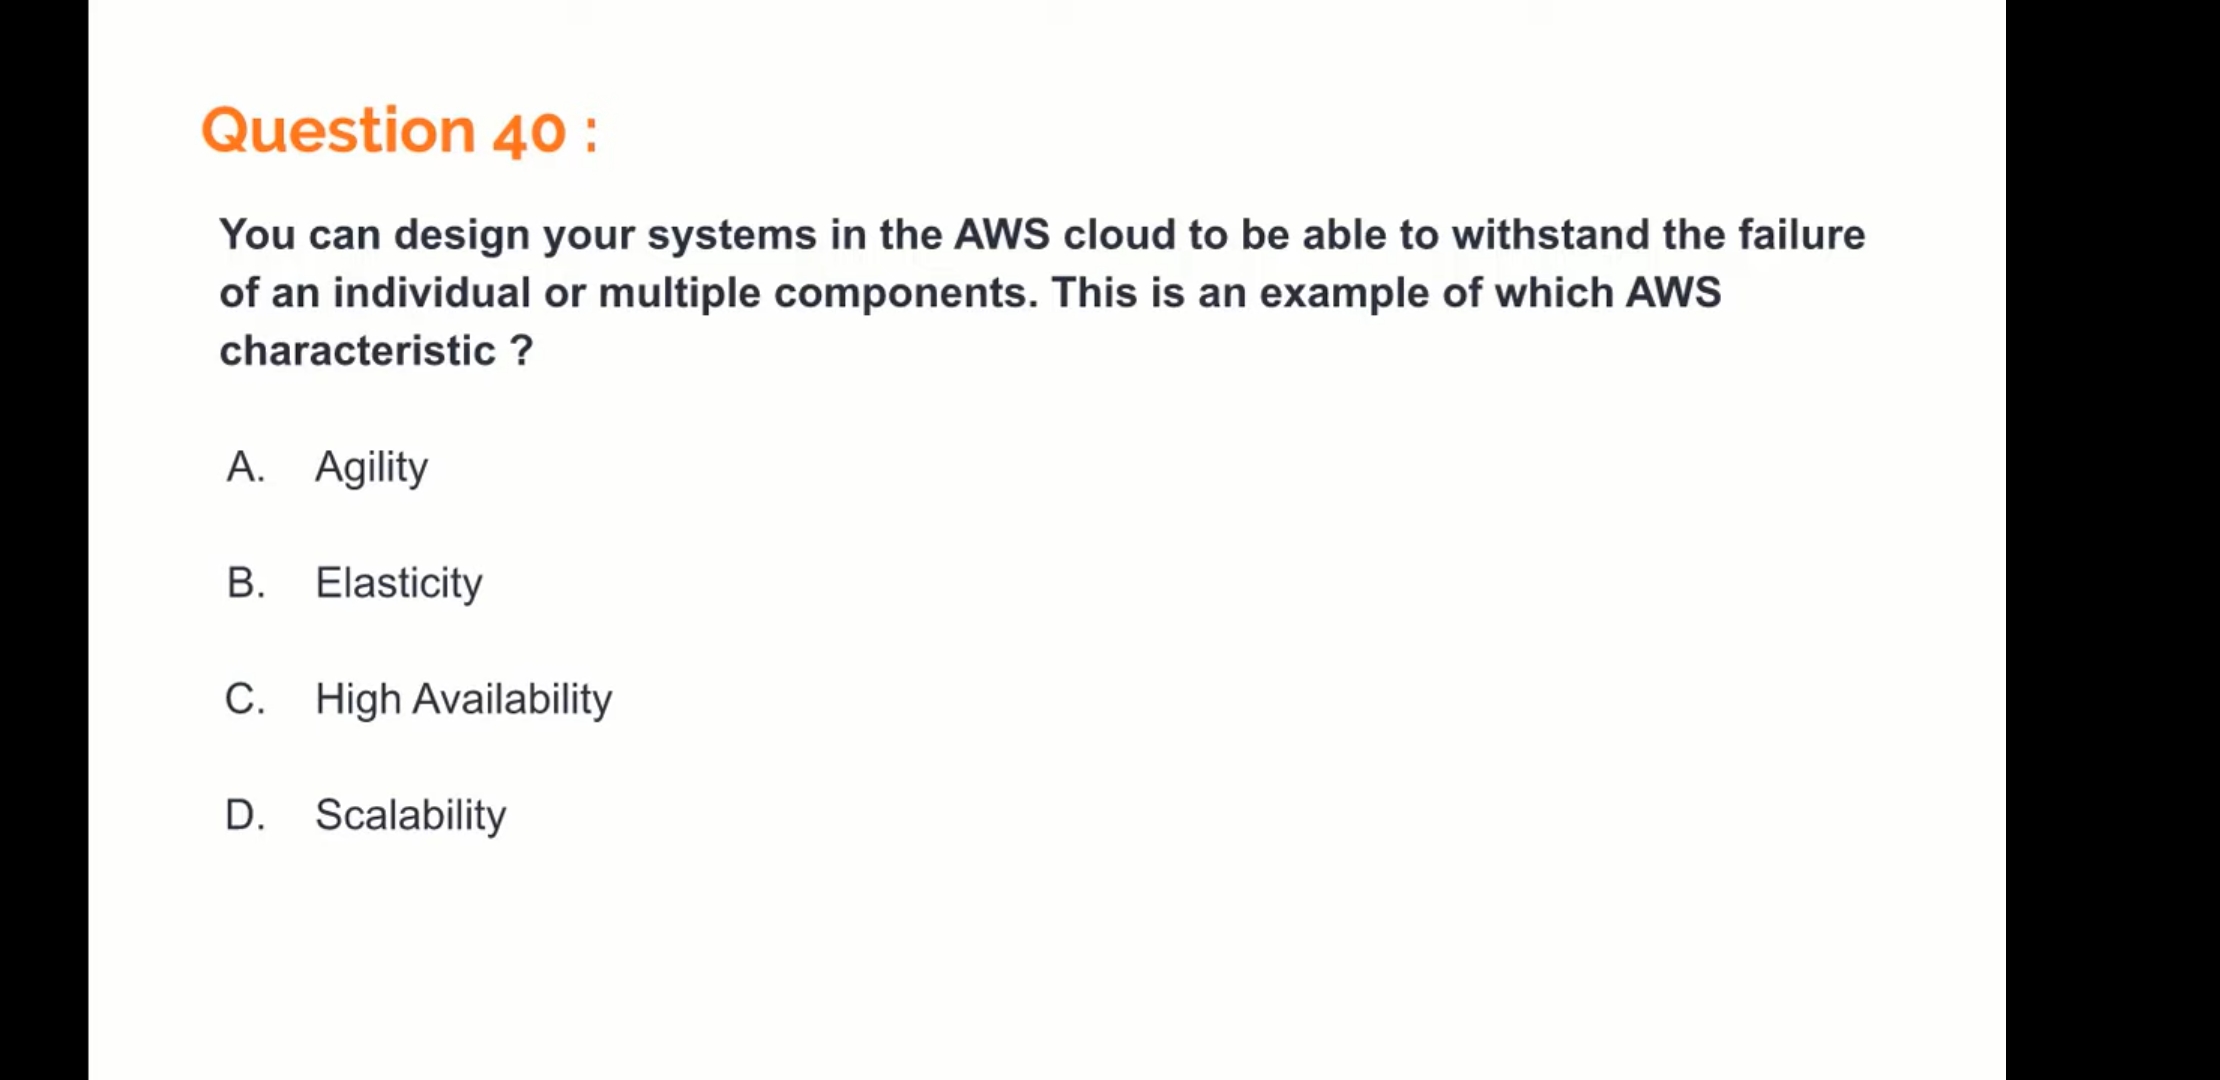 Question 40 :
You can design your systems in the AWS cloud to be able to withstand the failure
of an individual or multiple components. This is an example of which AWS
characteristic ?
A. Agility
B. Elasticity
C. High Availability
D. Scalability